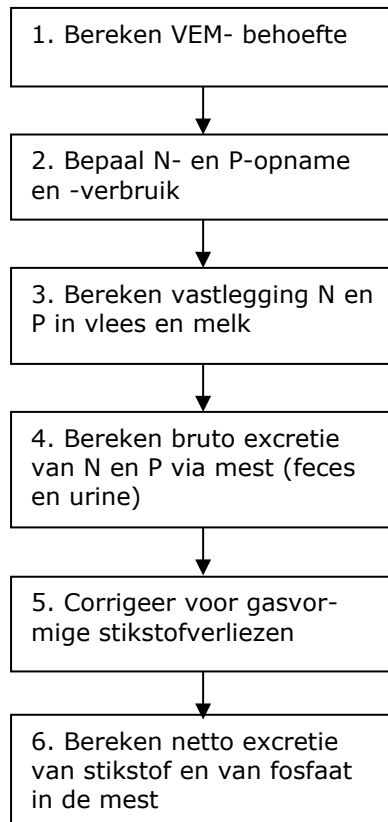 1. Bereken VEM- behoefte
2. Bepaal N- en P-opname
en -verbruik
3. Bereken vastlegging N en
P in vlees en melk
4. Bereken bruto excretie
van N en P via mest (feces
en urine)
5. Corrigeer voor gasvor-
mige stikstofverliezen
6. Bereken netto excretie
van stikstof en van fosfaat
in de mest